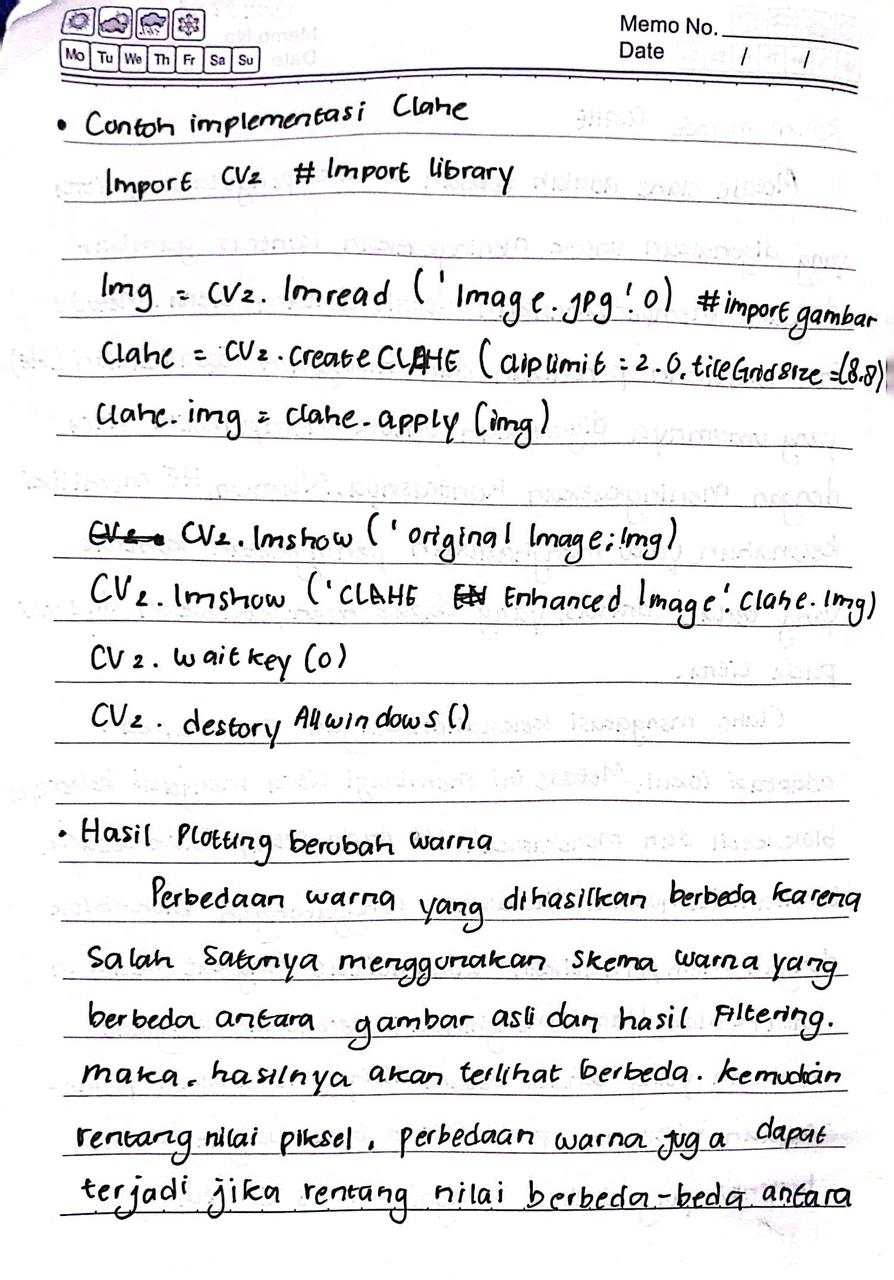 Memo No.
Mo Tu We Th Fr Sa Su
Date / /
• Contoh implementasi Clahe
Import CV2 # Import library
Img = CV2. Imread (' Image.jpg'. 0) # import gambar
Clahe = CV2. Create CLAHE (cliplimit = 2.0. tileGridsize =(8.8)
Clahe. img = clahe. apply (img)
CV2. Imshow (' original Image; Img)
CV2. Imshow ('CLAHE Enhanced Image'. Clahe. Img)
CV2. waitkey (0)
CV2. destory Allwindows ()
• Hasil Plotting berubah warna
Perbedaan warna yang dihasilkan berbeda karena
Salah Satunya menggunakan skema warna yang
berbeda antara gambar asli dan hasil Filtering.
maka, hasilnya akan terlihat berbeda. kemudian
rentang nilai piksel, perbedaan warna juga dapat
terjadi jika rentang nilai berbeda-beda antara